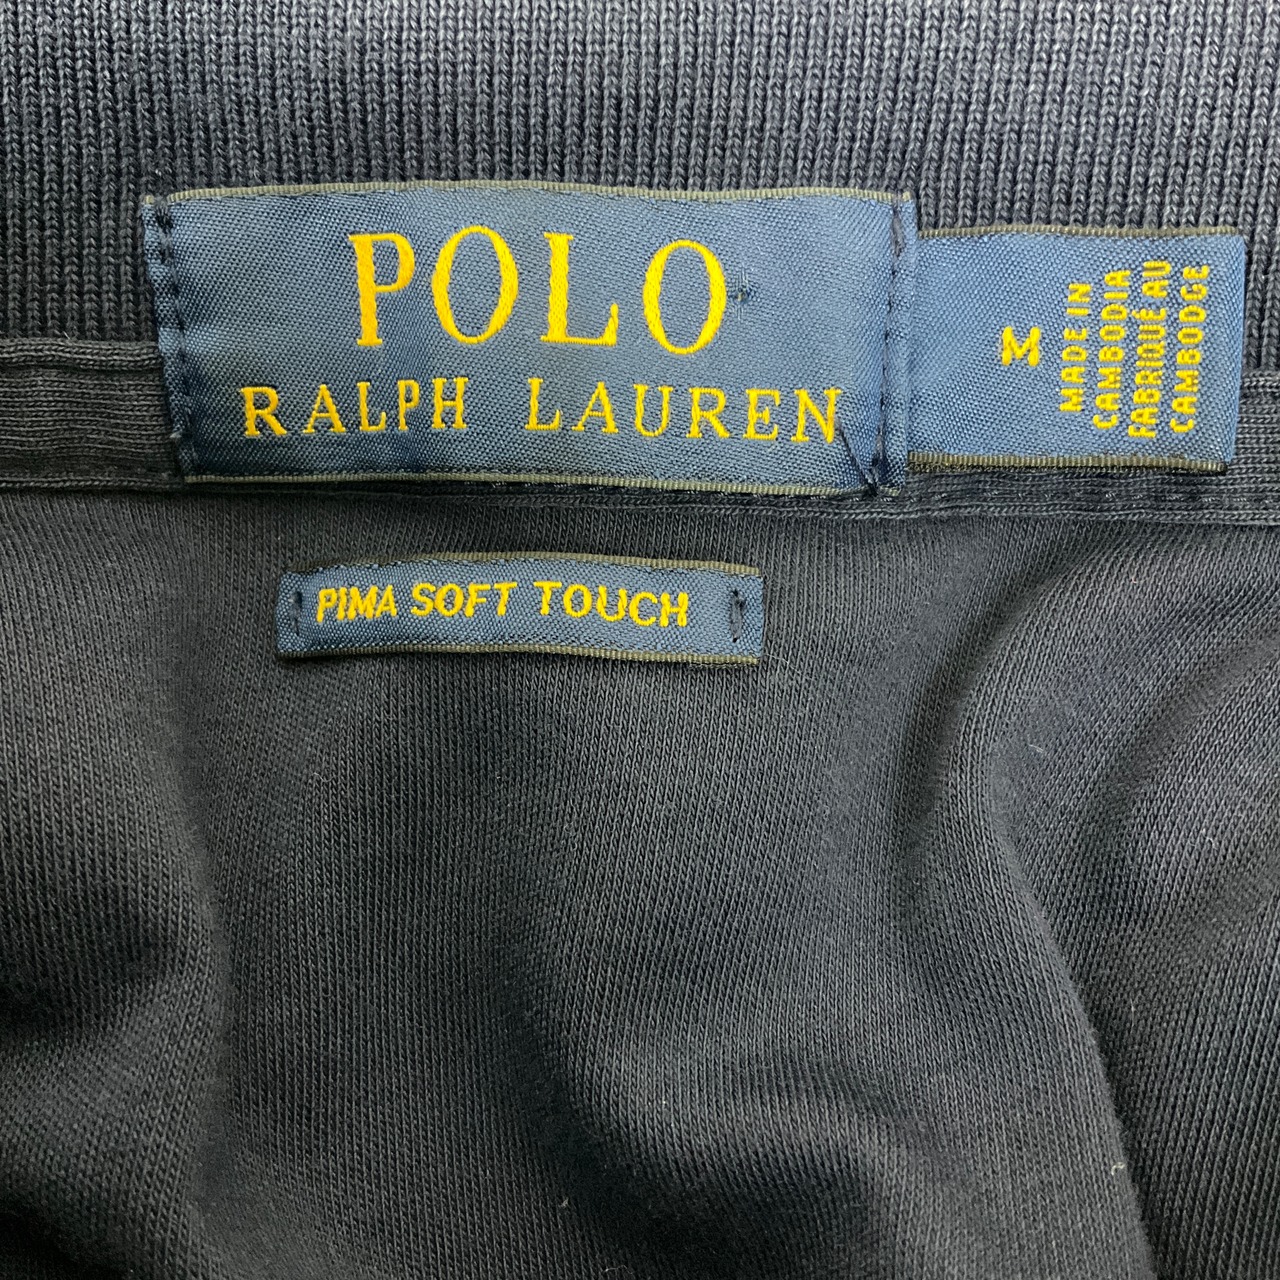 POLO
RALPH LAUREN
M
MADE IN
CAMBODIA
FABRIQUÉ AU
CAMBODGE
PIMA SOFT TOUCH